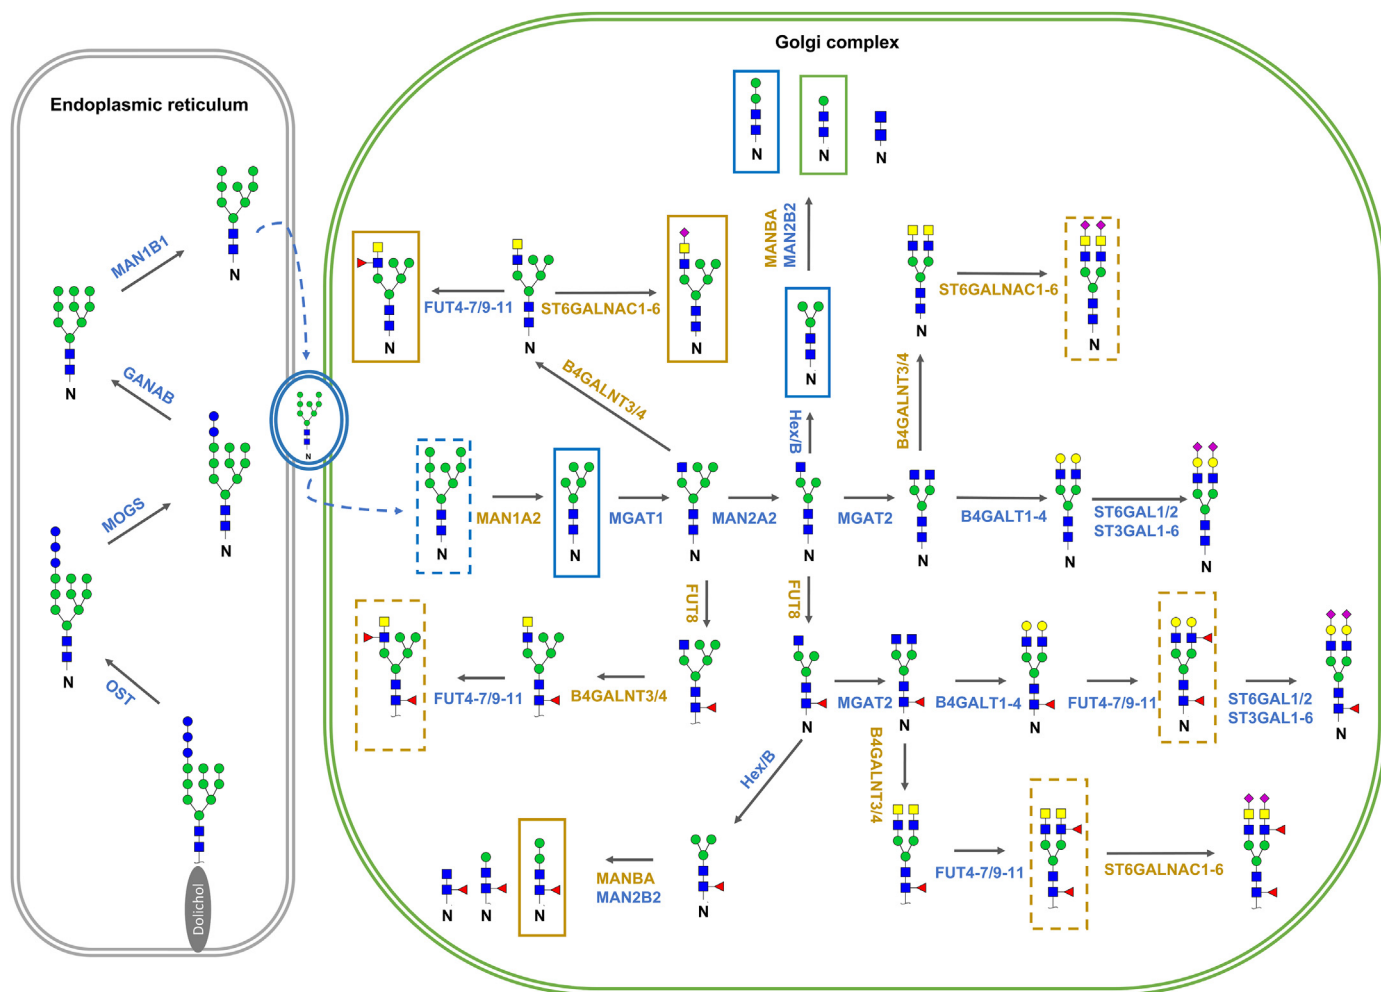 Golgi complex
Endoplasmic reticulum
N
N
N
MANBA
MAN2B2
MAN1B1
N
FUT4-7/9-11
ST6GALNAC1-6
ST6GALNAC1-6
N
N
N
N
N
N
GANAB
N
B4GALNT3/4
Hex/B
B4GALNT3/4
N
N
MOGS
MAN1A2
MGAT1
MAN2A2
MGAT2
B4GALT1-4
ST6GAL1/2
ST3GAL1-6
N
N
N
N
N
N
N
N
FUT8
FUT8
N
OST
FUT4-7/9-11
B4GALNT3/4
MGAT2
B4GALT1-4
FUT4-7/9-11
ST6GAL1/2
ST3GAL1-6
N
N
N
N
N
Hex/B
B4GALNT3/4
FUT4-7/9-11
ST6GALNAC1-6
MANBA
MAN2B2
N
N
N
N
Dolichol